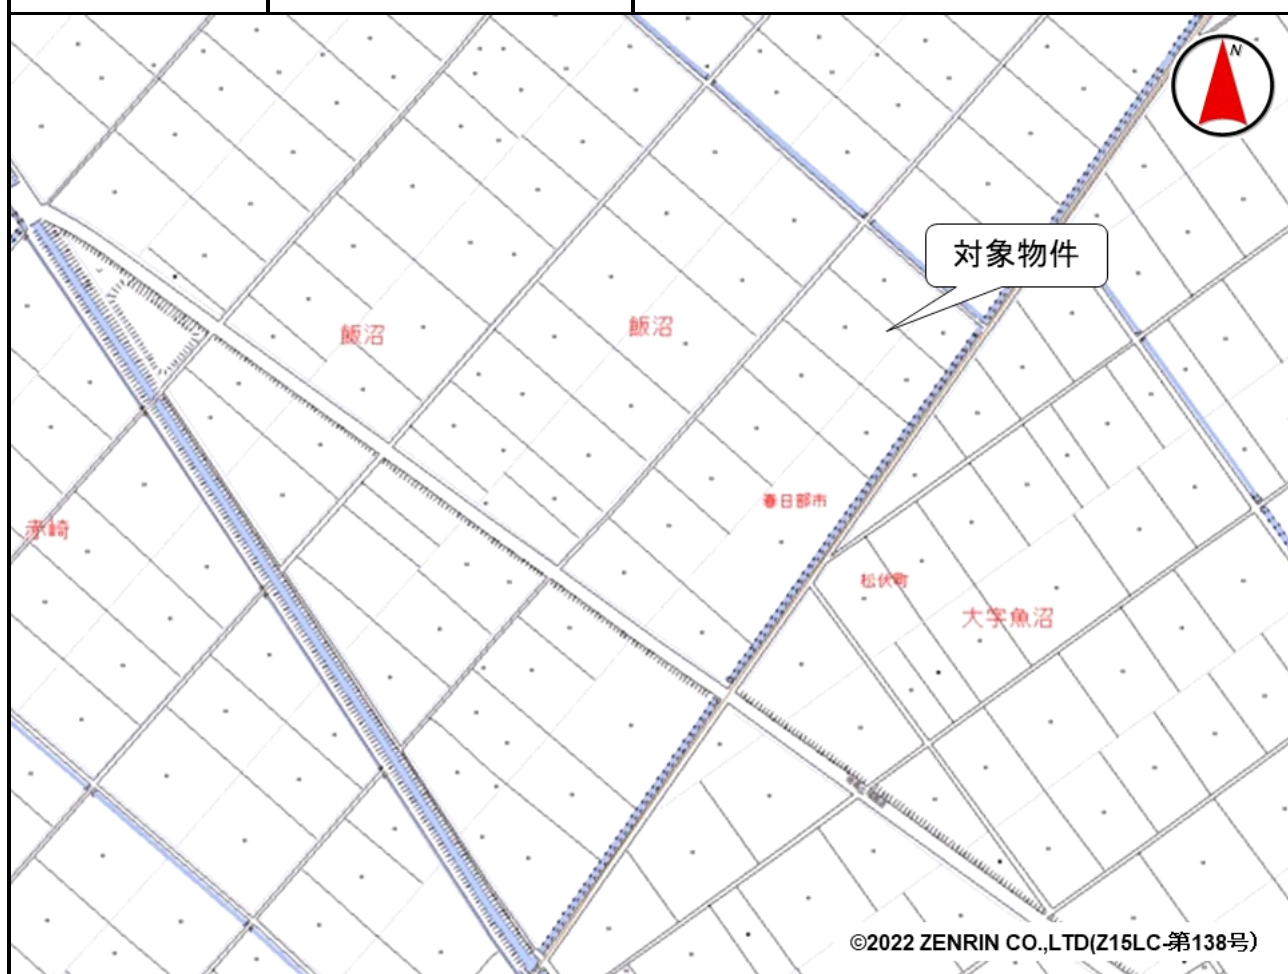 N
対象物件
飯沼
飯沼
春日部市
赤崎
松伏町
大字魚沼
©2022 ZENRIN CO.,LTD(Z15LC-第138号)